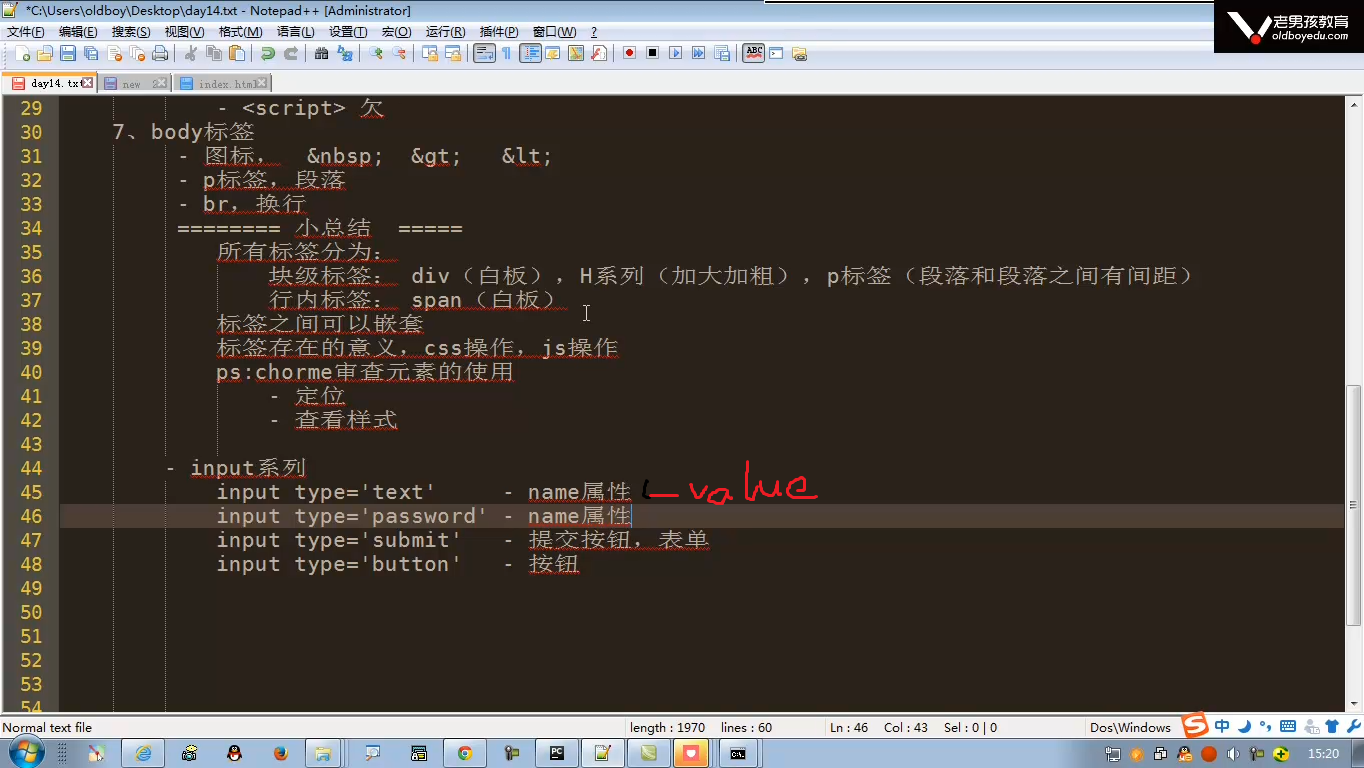 *C:\Users\oldboy\Desktop\day14.txt - Notepad++ [Administrator]
老男孩教育
oldboyedu.com
文件(F) 编辑(E) 搜索(S) 视图(V) 格式(M) 语言(L) 设置(T) 宏(O) 运行(R) 插件(P) 窗口(W) ?
day14.txt new 2 index.html
29 - <script> 欠
30 7、body标签
31 - 图标， &nbsp; &gt; &lt;
32 - p标签，段落
33 - br，换行
34 ======== 小总结 =====
35 所有标签分为：
36 块级标签： div（白板），H系列（加大加粗），p标签（段落和段落之间有间距）
37 行内标签： span（白板）
38 标签之间可以嵌套
39 标签存在的意义，css操作，js操作
40 ps:chorme审查元素的使用
41 - 定位
42 - 查看样式
43
44 - input系列
45 input type='text' - name属性 value
46 input type='password' - name属性
47 input type='submit' - 提交按钮，表单
48 input type='button' - 按钮
49
50
51
52
53
54
Normal text file length : 1970 lines : 60 Ln : 46 Col : 43 Sel : 0 | 0 Dos\Windows 中
15:20